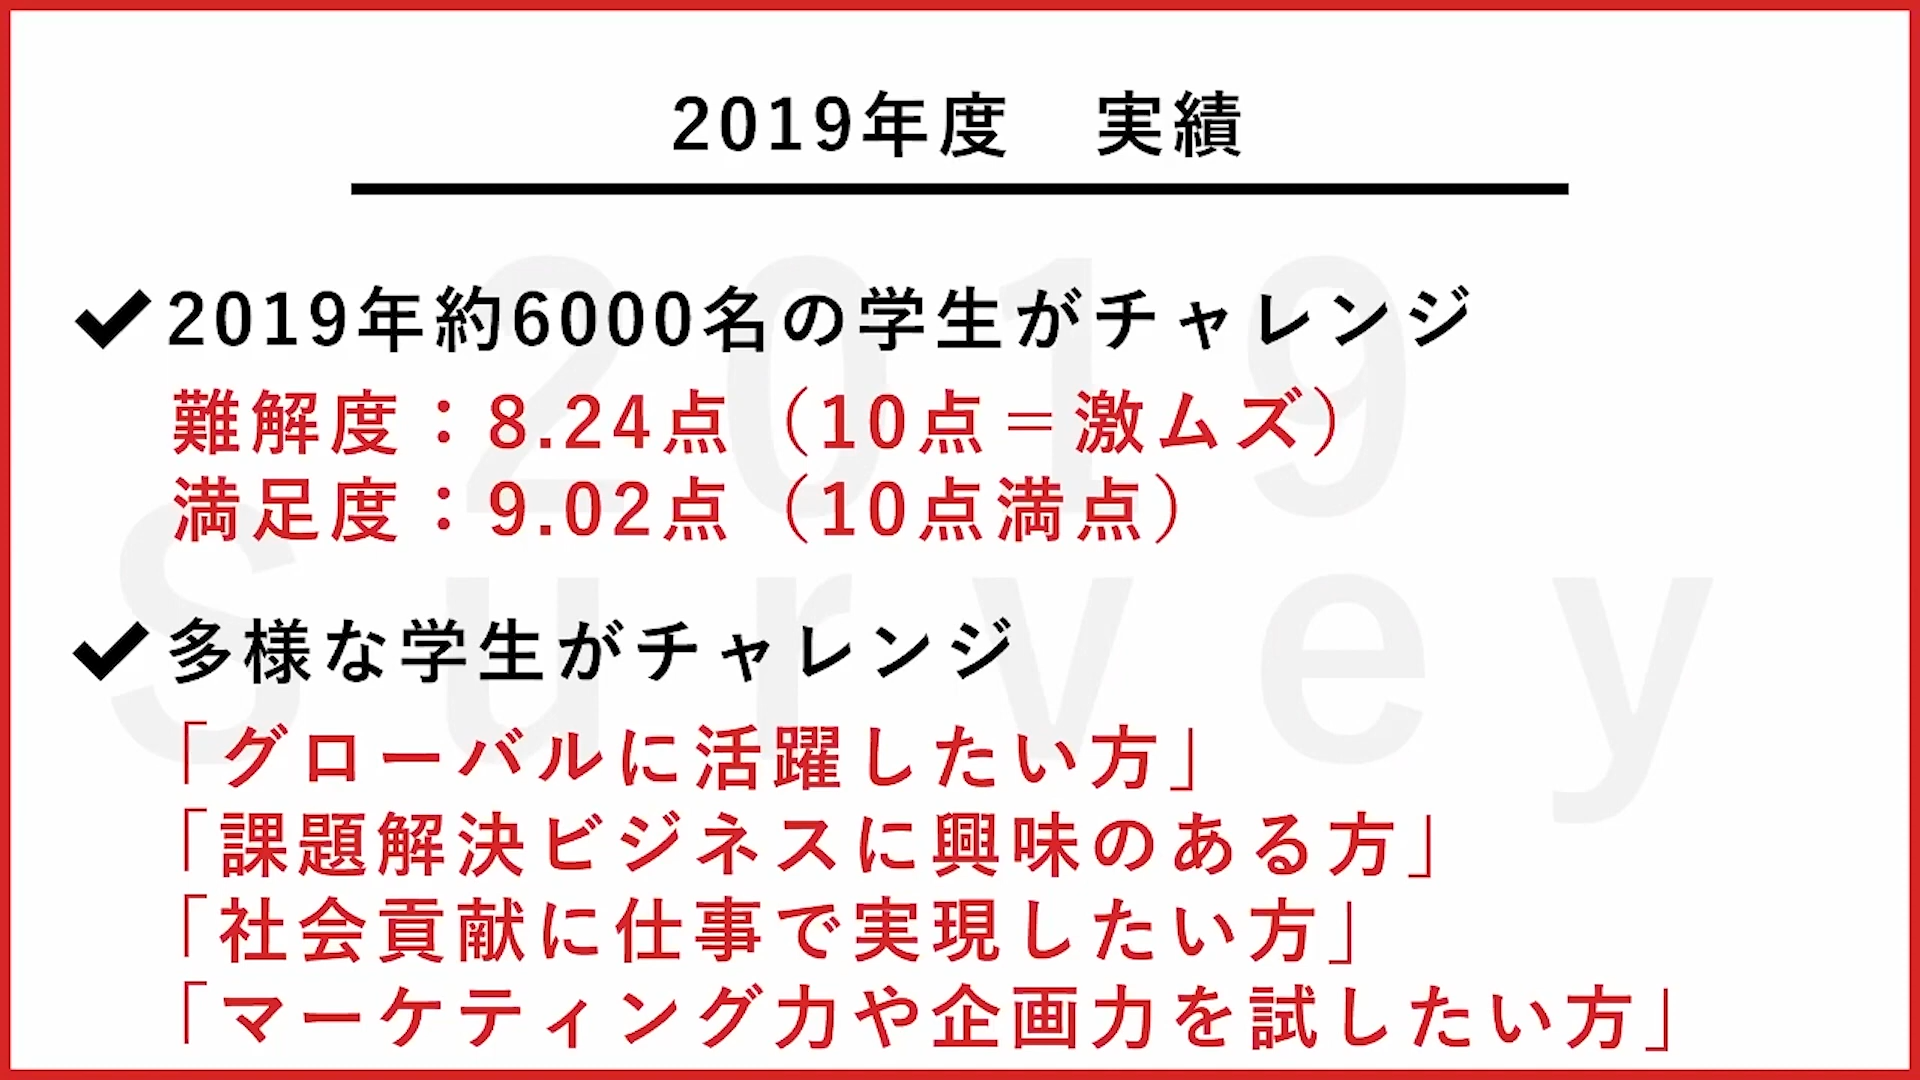 2019年度　実績
2019年約6000名の学生がチャレンジ
難解度：8.24点（10点＝激ムズ）
満足度：9.02点（10点満点）
多様な学生がチャレンジ
「グローバルに活躍したい方」
「課題解決ビジネスに興味のある方」
「社会貢献に仕事で実現したい方」
「マーケティング力や企画力を試したい方」
2019
Survey